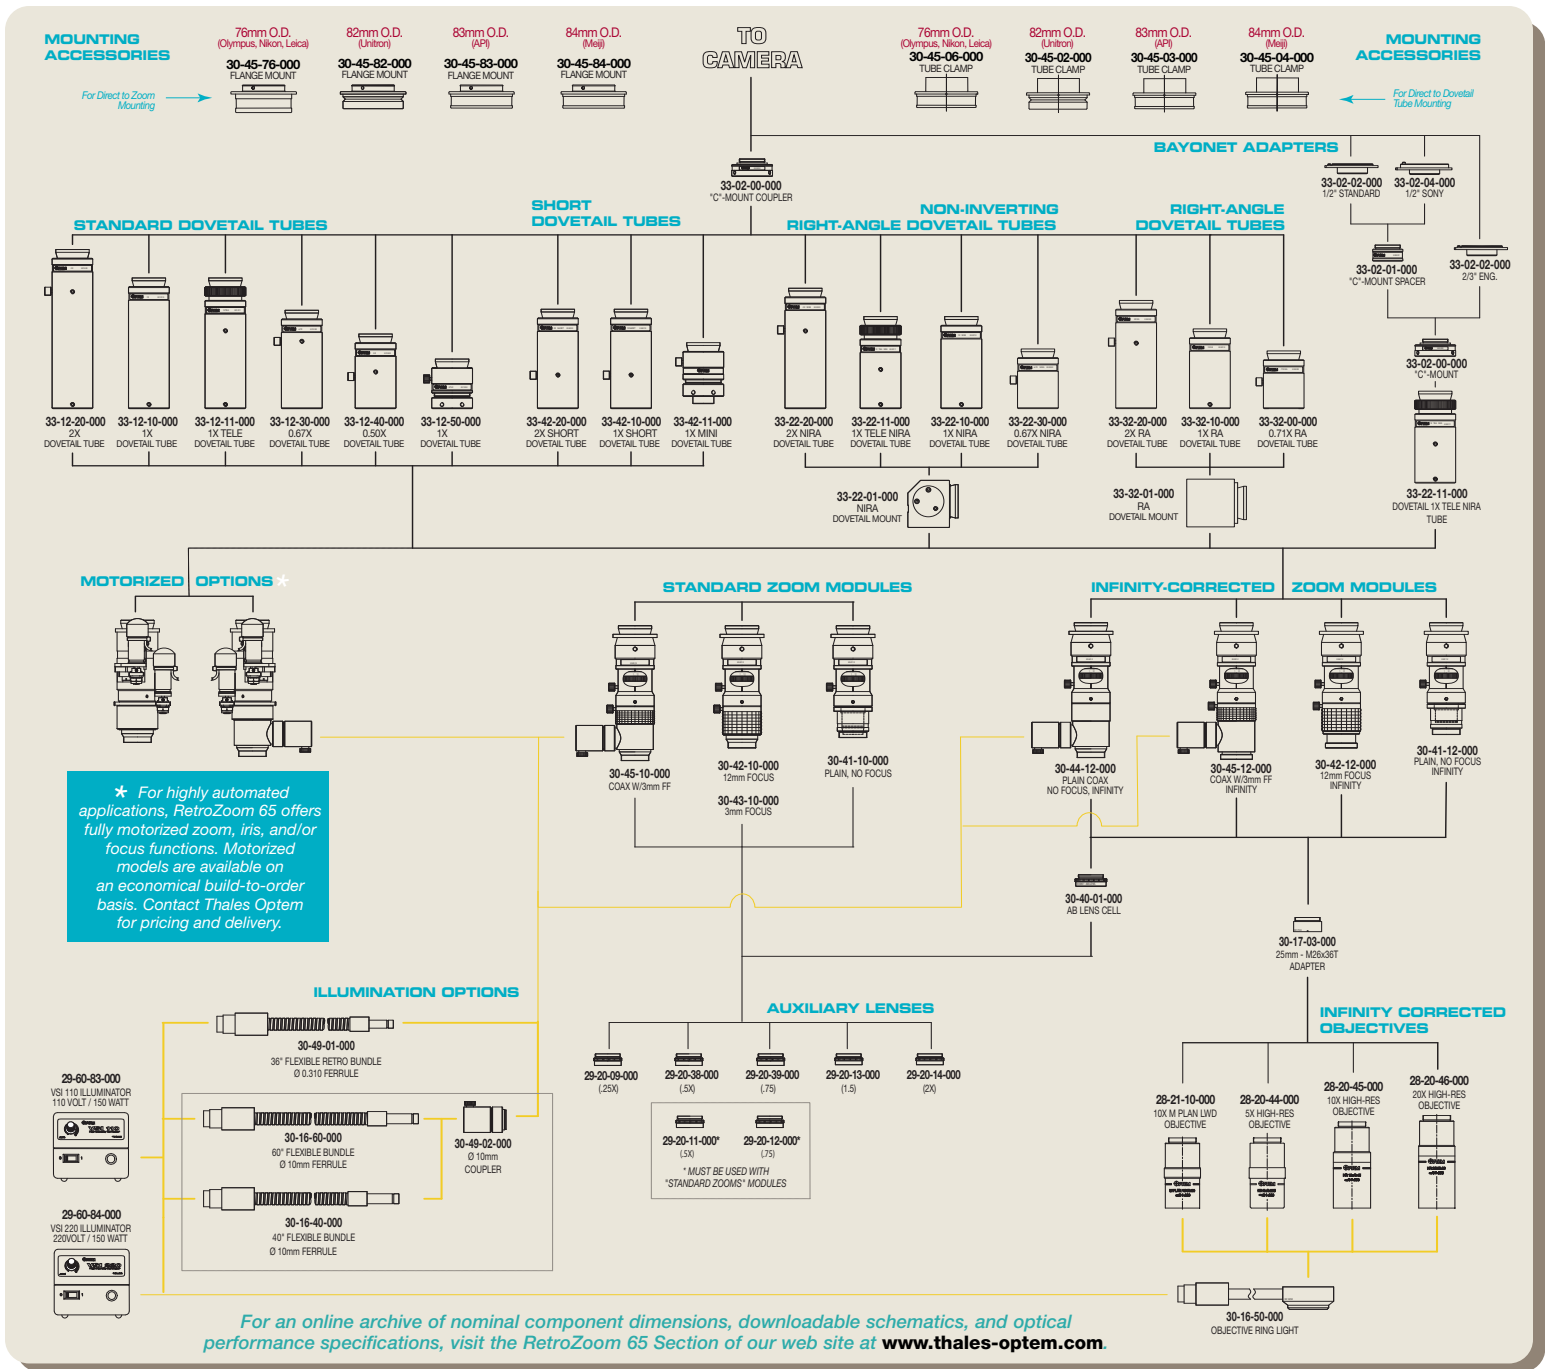 MOUNTING
ACCESSORIES
76mm O.D.
(Olympus, Nikon, Leica)
30-45-76-000
FLANGE MOUNT
82mm O.D.
(Unitron)
30-45-82-000
FLANGE MOUNT
83mm O.D.
(API)
30-45-83-000
FLANGE MOUNT
84mm O.D.
(Meiji)
30-45-84-000
FLANGE MOUNT
For Direct to Zoom
Mounting
TO
CAMERA
76mm O.D.
(Olympus, Nikon, Leica)
30-45-06-000
TUBE CLAMP
82mm O.D.
(Unitron)
30-45-02-000
TUBE CLAMP
83mm O.D.
(API)
30-45-03-000
TUBE CLAMP
84mm O.D.
(Meiji)
30-45-04-000
TUBE CLAMP
MOUNTING
ACCESSORIES
For Direct to Dovetail
Tube Mounting
BAYONET ADAPTERS
33-02-00-000
"C"-MOUNT COUPLER
33-02-02-000
1/2" STANDARD
33-02-04-000
1/2" SONY
33-02-01-000
"C"-MOUNT SPACER
33-02-02-000
2/3" ENG.
33-02-00-000
"C"-MOUNT
33-22-11-000
DOVETAIL 1X TELE NIRA
TUBE
STANDARD DOVETAIL TUBES
SHORT
DOVETAIL TUBES
NON-INVERTING
RIGHT-ANGLE DOVETAIL TUBES
RIGHT-ANGLE
DOVETAIL TUBES
33-12-20-000
2X
DOVETAIL TUBE
33-12-10-000
1X
DOVETAIL TUBE
33-12-11-000
1X TELE
DOVETAIL TUBE
33-12-30-000
0.67X
DOVETAIL TUBE
33-12-40-000
0.50X
DOVETAIL TUBE
33-12-50-000
1X
DOVETAIL TUBE
33-42-20-000
2X SHORT
DOVETAIL TUBE
33-42-10-000
1X SHORT
DOVETAIL TUBE
33-42-11-000
1X MINI
DOVETAIL TUBE
33-22-20-000
2X NIRA
DOVETAIL TUBE
33-22-11-000
1X TELE NIRA
DOVETAIL TUBE
33-22-10-000
1X NIRA
DOVETAIL TUBE
33-22-30-000
0.67X NIRA
DOVETAIL TUBE
33-32-20-000
2X RA
DOVETAIL TUBE
33-32-10-000
1X RA
DOVETAIL TUBE
33-32-00-000
0.71X RA
DOVETAIL TUBE
33-22-01-000
NIRA
DOVETAIL MOUNT
33-32-01-000
RA
DOVETAIL MOUNT
MOTORIZED OPTIONS*
STANDARD ZOOM MODULES
INFINITY-CORRECTED ZOOM MODULES
30-45-10-000
COAX W/3mm FF
30-42-10-000
12mm FOCUS
30-43-10-000
3mm FOCUS
30-41-10-000
PLAIN, NO FOCUS
30-44-12-000
PLAIN COAX
NO FOCUS, INFINITY
30-45-12-000
COAX W/3mm FF
INFINITY
30-42-12-000
12mm FOCUS
INFINITY
30-41-12-000
PLAIN, NO FOCUS
INFINITY
* For highly automated
applications, RetroZoom 65 offers
fully motorized zoom, iris, and/or
focus functions. Motorized
models are available on
an economical build-to-order
basis. Contact Thales Optem
for pricing and delivery.
30-40-01-000
AB LENS CELL
30-17-03-000
25mm - M26x36T
ADAPTER
ILLUMINATION OPTIONS
30-49-01-000
36" FLEXIBLE RETRO BUNDLE
Ø 0.310 FERRULE
29-60-83-000
VSI 110 ILLUMINATOR
110 VOLT / 150 WATT
30-16-60-000
60" FLEXIBLE BUNDLE
Ø 10mm FERRULE
30-49-02-000
Ø 10mm
COUPLER
30-16-40-000
40" FLEXIBLE BUNDLE
Ø 10mm FERRULE
29-60-84-000
VSI 220 ILLUMINATOR
220VOLT / 150 WATT
AUXILIARY LENSES
29-20-09-000
(.25X)
29-20-38-000
(.5X)
29-20-39-000
(.75)
29-20-13-000
(1.5)
29-20-14-000
(2X)
29-20-11-000*
(.5X)
29-20-12-000*
(.75)
* MUST BE USED WITH
"STANDARD ZOOMS" MODULES
INFINITY CORRECTED
OBJECTIVES
28-21-10-000
10X M PLAN LWD
OBJECTIVE
28-20-44-000
5X HIGH-RES
OBJECTIVE
28-20-45-000
10X HIGH-RES
OBJECTIVE
28-20-46-000
20X HIGH-RES
OBJECTIVE
30-16-50-000
OBJECTIVE RING LIGHT
For an online archive of nominal component dimensions, downloadable schematics, and optical
performance specifications, visit the RetroZoom 65 Section of our web site at www.thales-optem.com.